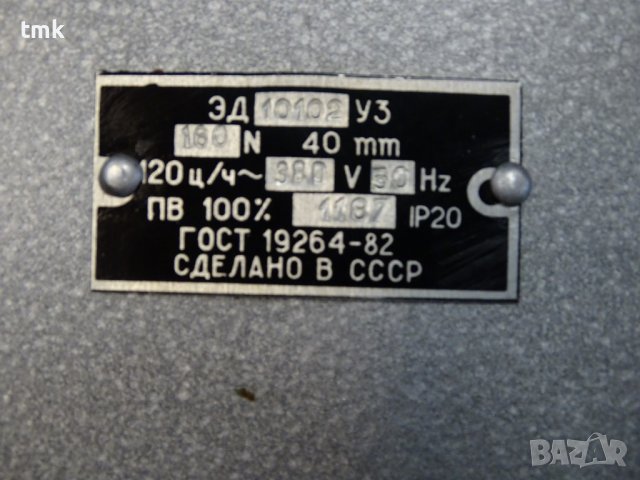 tmk
ЭД 10102 У3
160 N 40 mm
120 ц/ч~ 380 V 50 Hz
ПВ 100% 1187 IP20
ГОСТ 19264-82
СДЕЛАНО В СССР
BAZAR